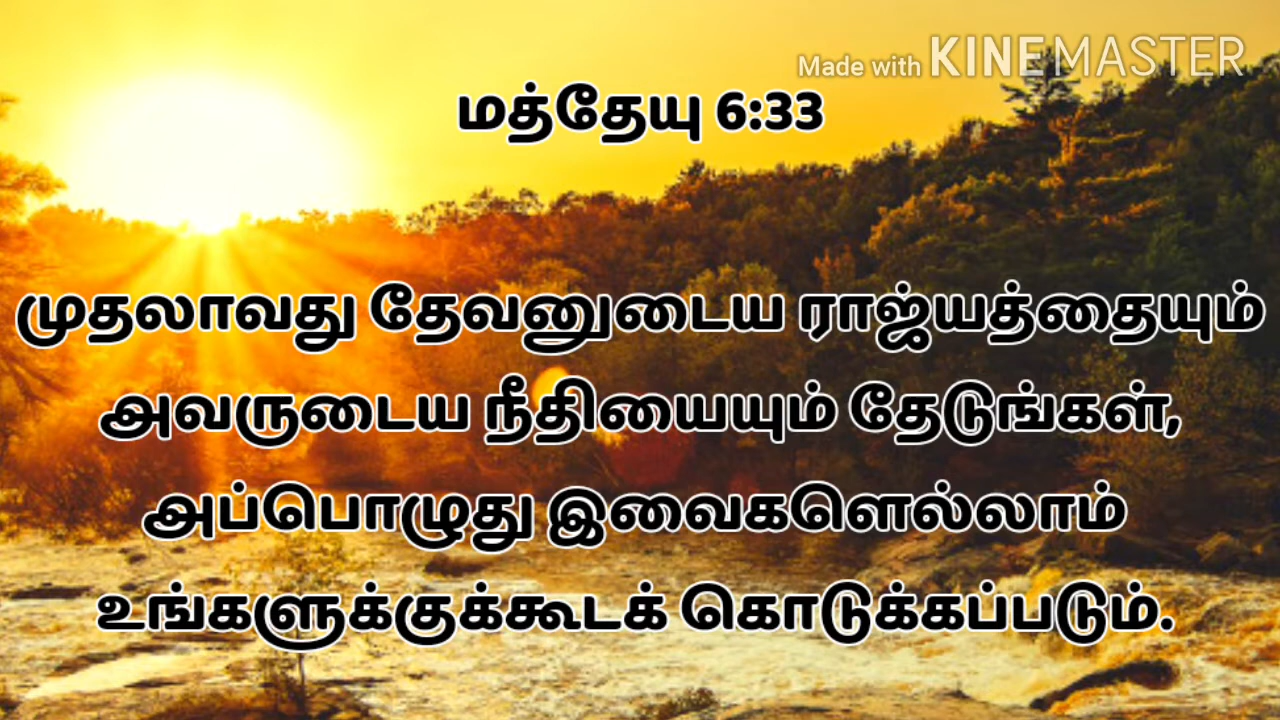 Made with KINEMASTER
மத்தேயு 6:33
முதலாவது தேவனுடைய ராஜ்யத்தையும்
அவருடைய நீதியையும் தேடுங்கள்,
அப்பொழுது இவைகளெல்லாம்
உங்களுக்குக்கூடக் கொடுக்கப்படும்.